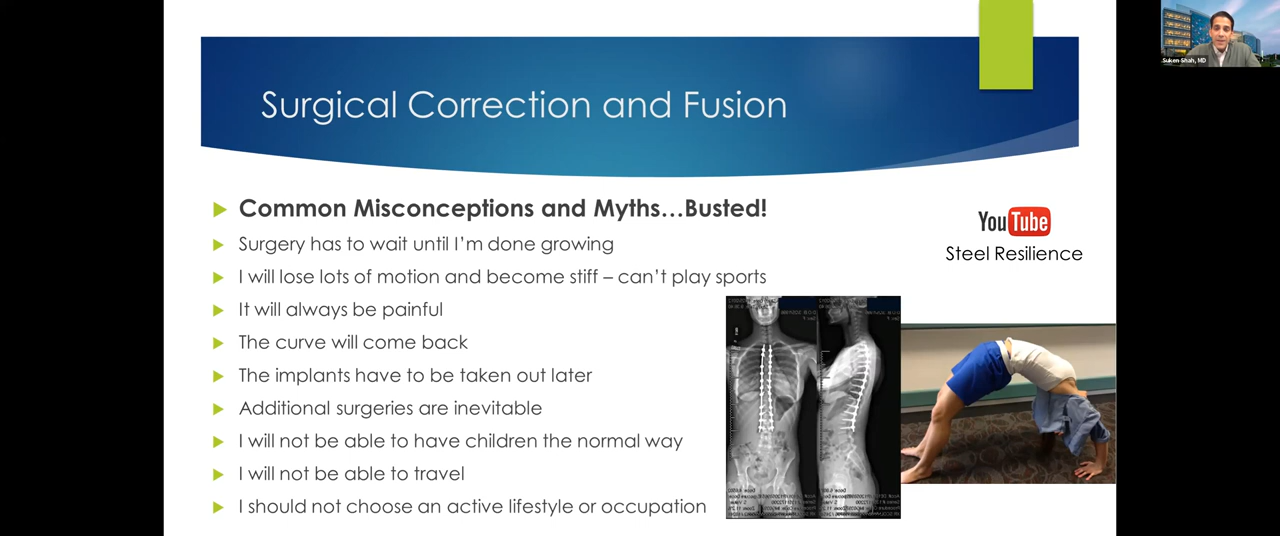 Surgical Correction and Fusion
Common Misconceptions and Myths…Busted!
Surgery has to wait until I'm done growing
I will lose lots of motion and become stiff – can't play sports
It will always be painful
The curve will come back
The implants have to be taken out later
Additional surgeries are inevitable
I will not be able to have children the normal way
I will not be able to travel
I should not choose an active lifestyle or occupation
YouTube
Steel Resilience
Suken Shah, MD